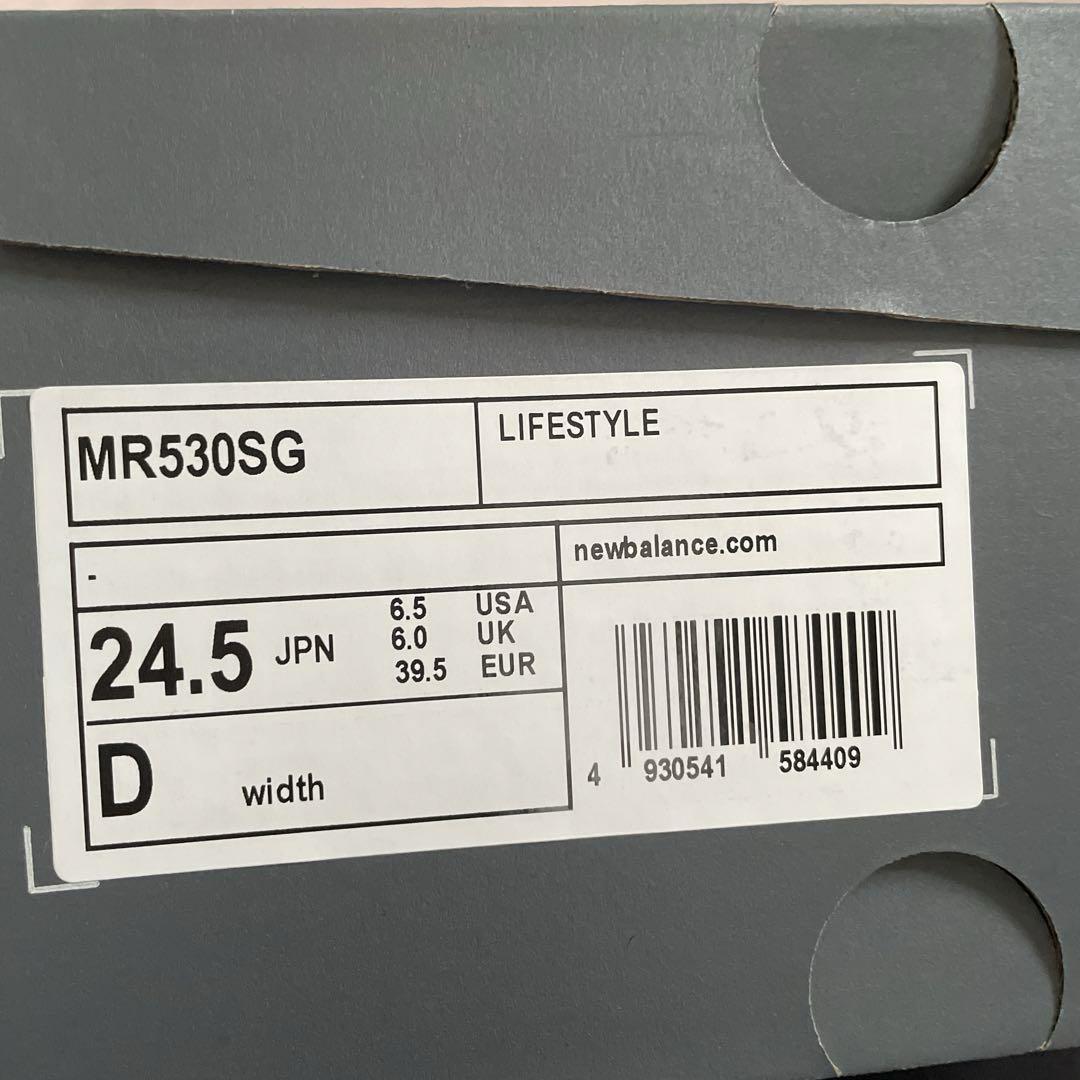 MR530SG
LIFESTYLE
-
newbalance.com
24.5 JPN
6.5 USA
6.0 UK
39.5 EUR
D width
4 930541 584409